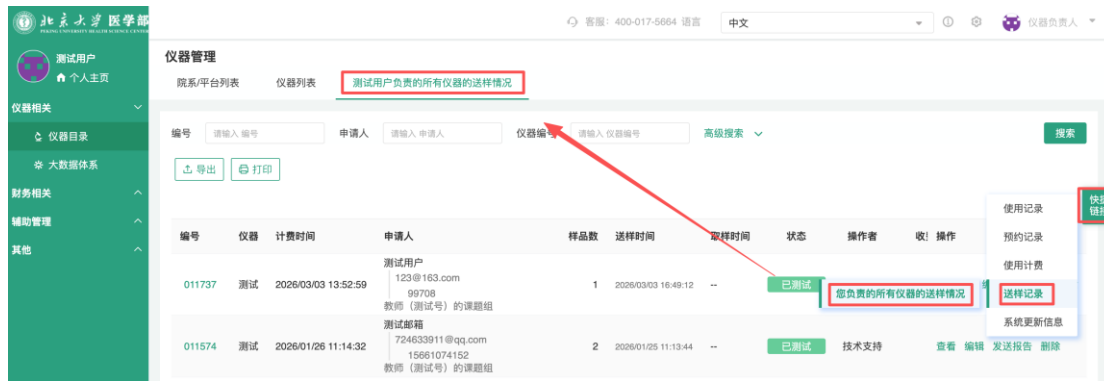 北京大学 医学部
PEKING UNIVERSITY HEALTH SCIENCE CENTER
客服：400-017-5664 语言 中文 仪器负责人
测试用户
个人主页
仪器相关
仪器目录
大数据体系
财务相关
辅助管理
其他
仪器管理
院系/平台列表 仪器列表 测试用户负责的所有仪器的送样情况
编号 请输入 编号 申请人 请输入 申请人 仪器编号 请输入 仪器编号 高级搜索 搜索
导出 打印
快捷
链接
使用记录
预约记录
使用计费
送样记录
系统更新信息
您负责的所有仪器的送样情况
编号 仪器 计费时间 申请人 样品数 送样时间 取样时间 状态 操作者 收! 操作
011737 测试 2026/03/03 13:52:59 测试用户 1 2026/03/03 16:49:12 -- 已测试
123@163.com
99708
教师（测试号）的课题组
011574 测试 2026/01/26 11:14:32 测试邮箱 2 2026/01/25 11:13:44 -- 已测试 技术支持 查看 编辑 发送报告 删除
724633911@qq.com
15661074152
教师（测试号）的课题组